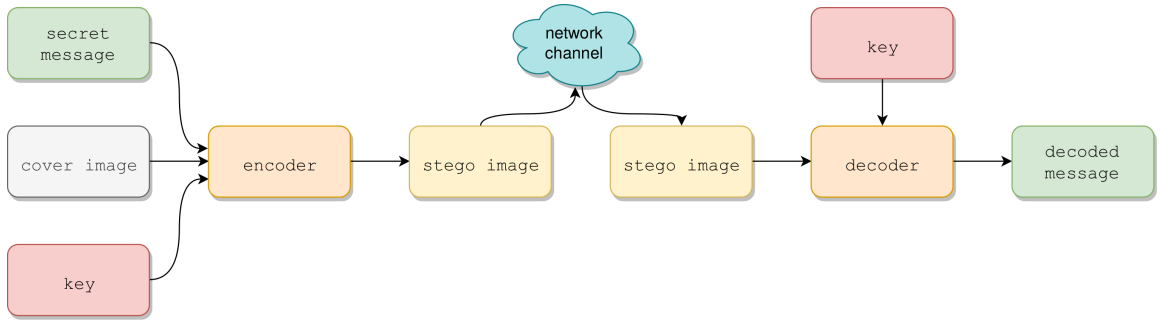 secret
message
cover image
key
encoder
stego image
network
channel
stego image
key
decoder
decoded
message